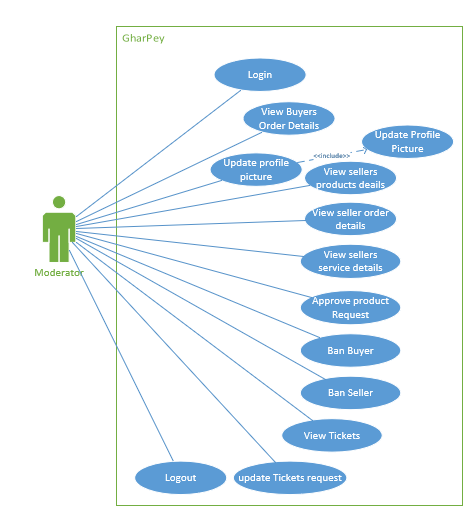 GharPey
Login
View Buyers
Order Details
Update Profile
Picture
<<include>>
Update profile
picture
View sellers
products deails
View seller order
details
View sellers
service details
Moderator
Approve product
Request
Ban Buyer
Ban Seller
View Tickets
Logout
update Tickets request